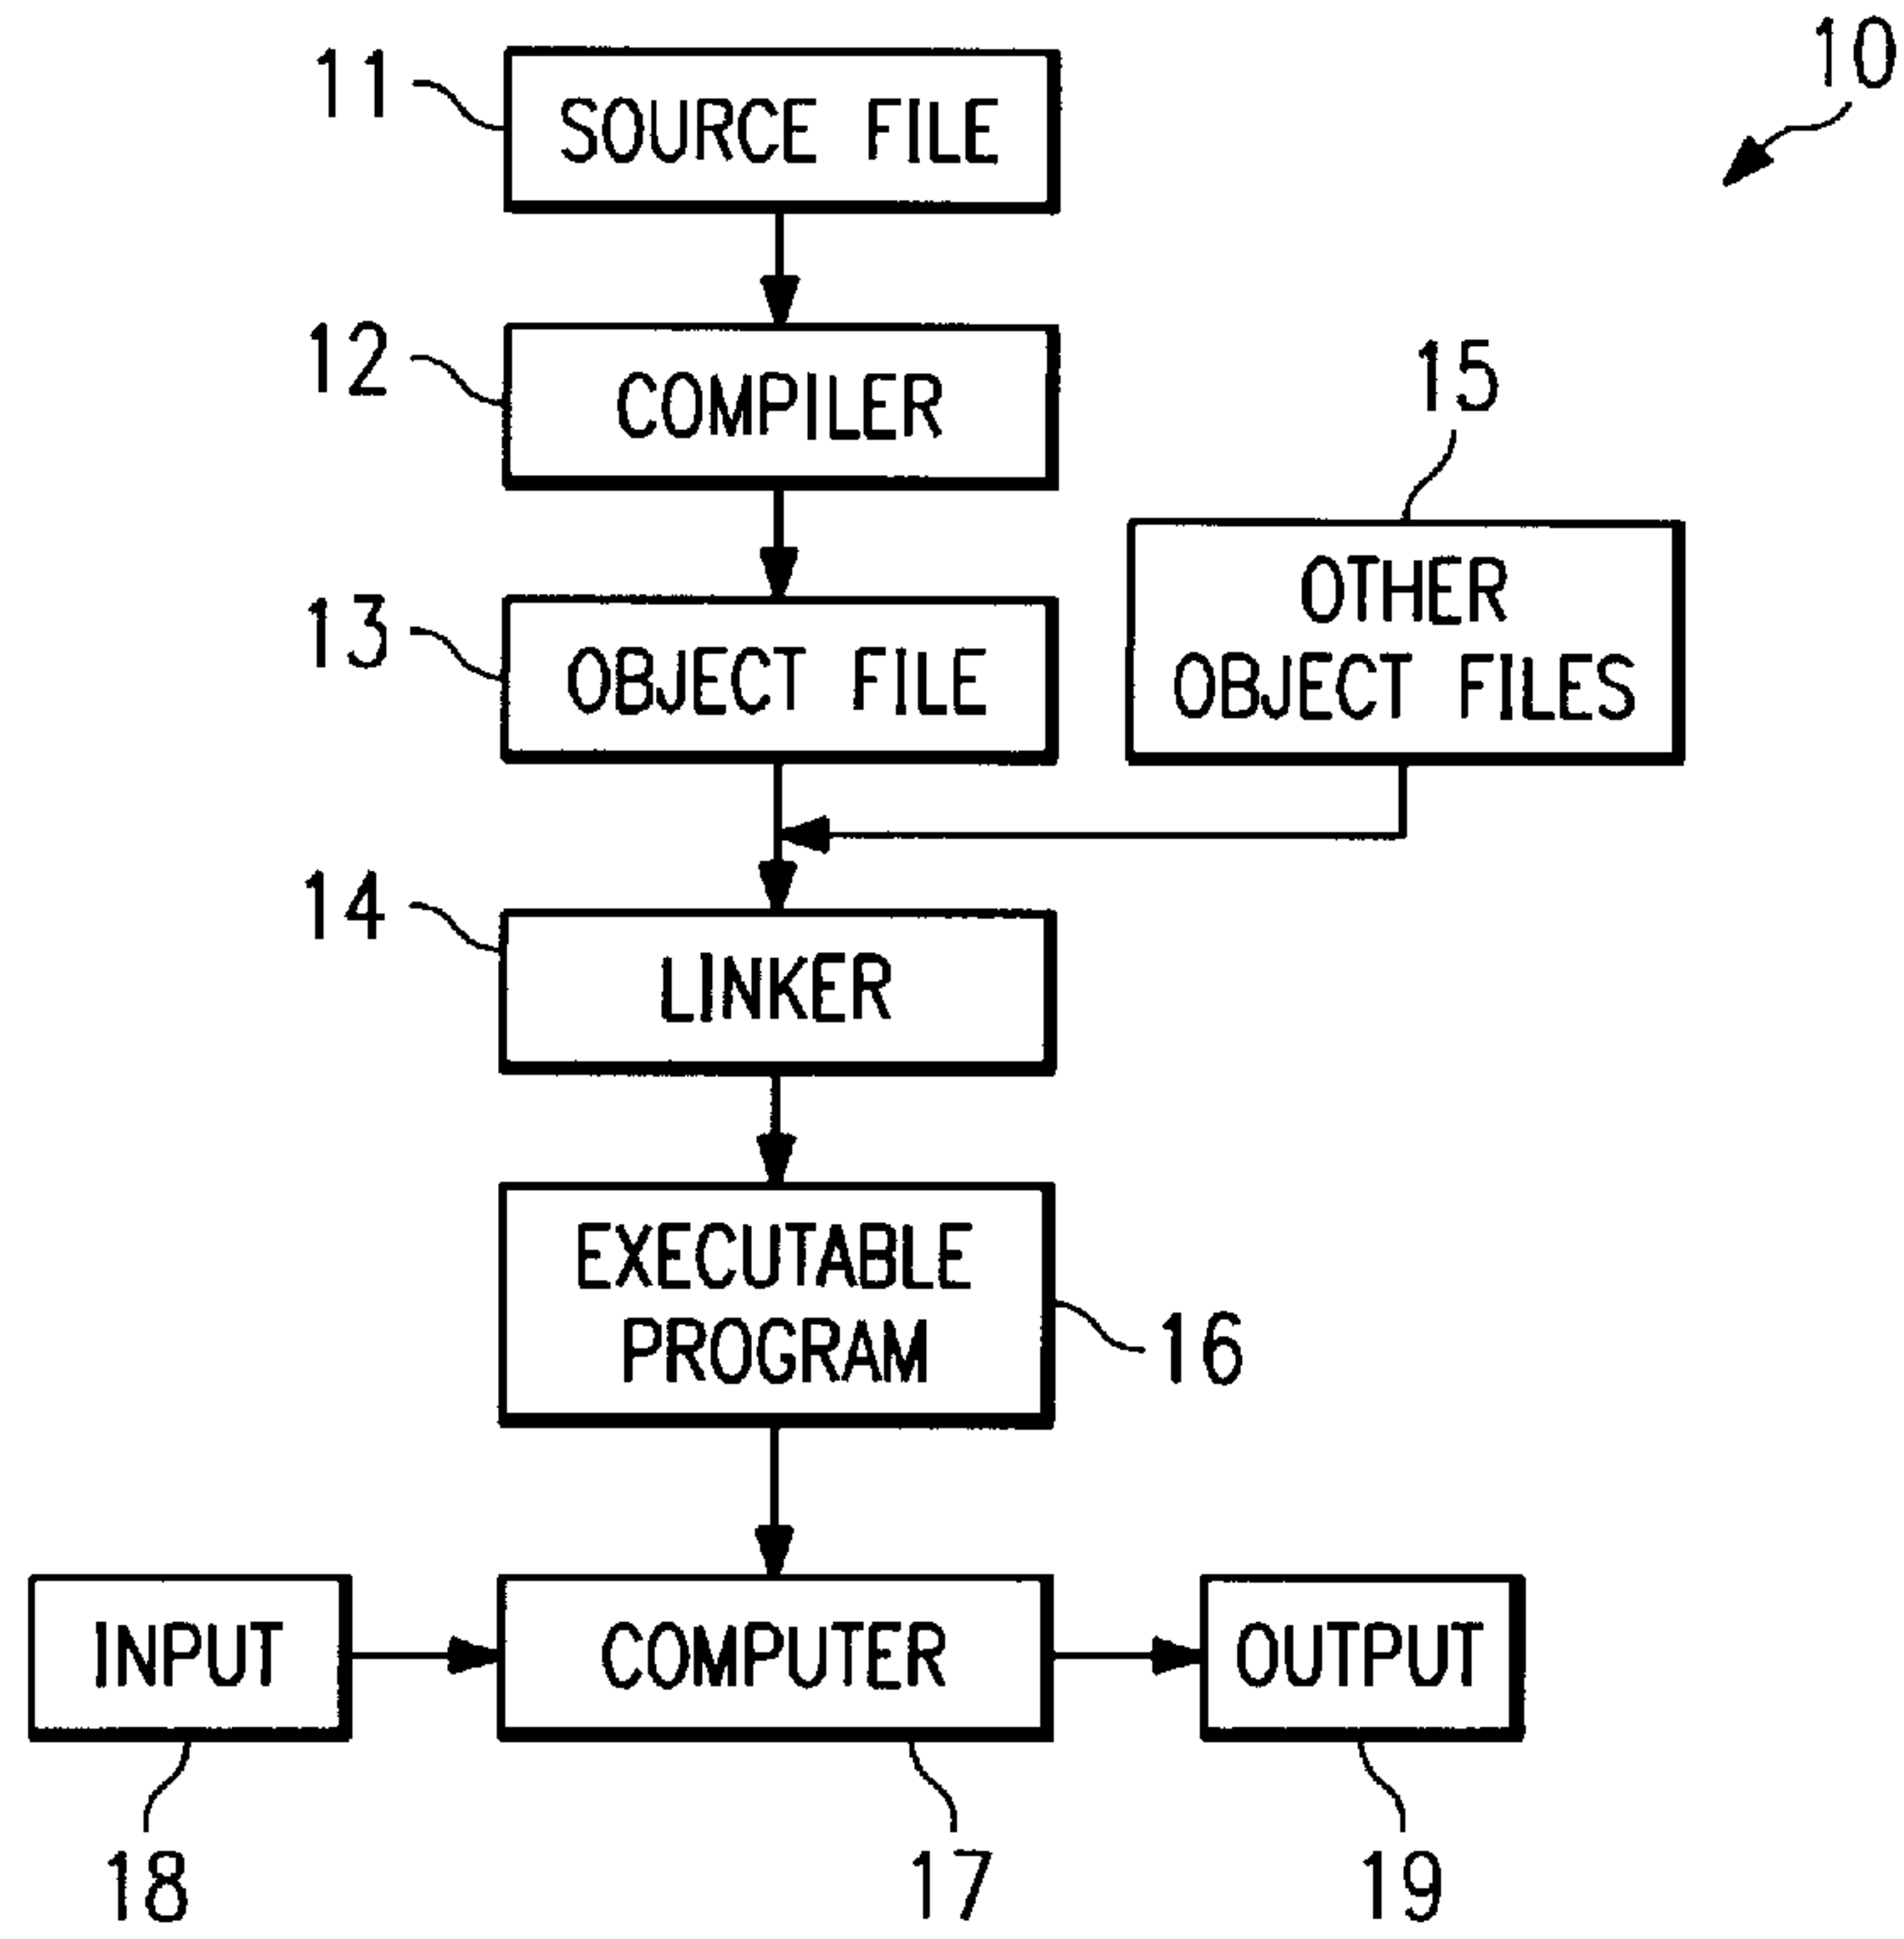 10
11
SOURCE FILE
12
COMPILER
15
13
OBJECT FILE
OTHER
OBJECT FILES
14
LINKER
EXECUTABLE
PROGRAM
16
INPUT
COMPUTER
OUTPUT
18
17
19